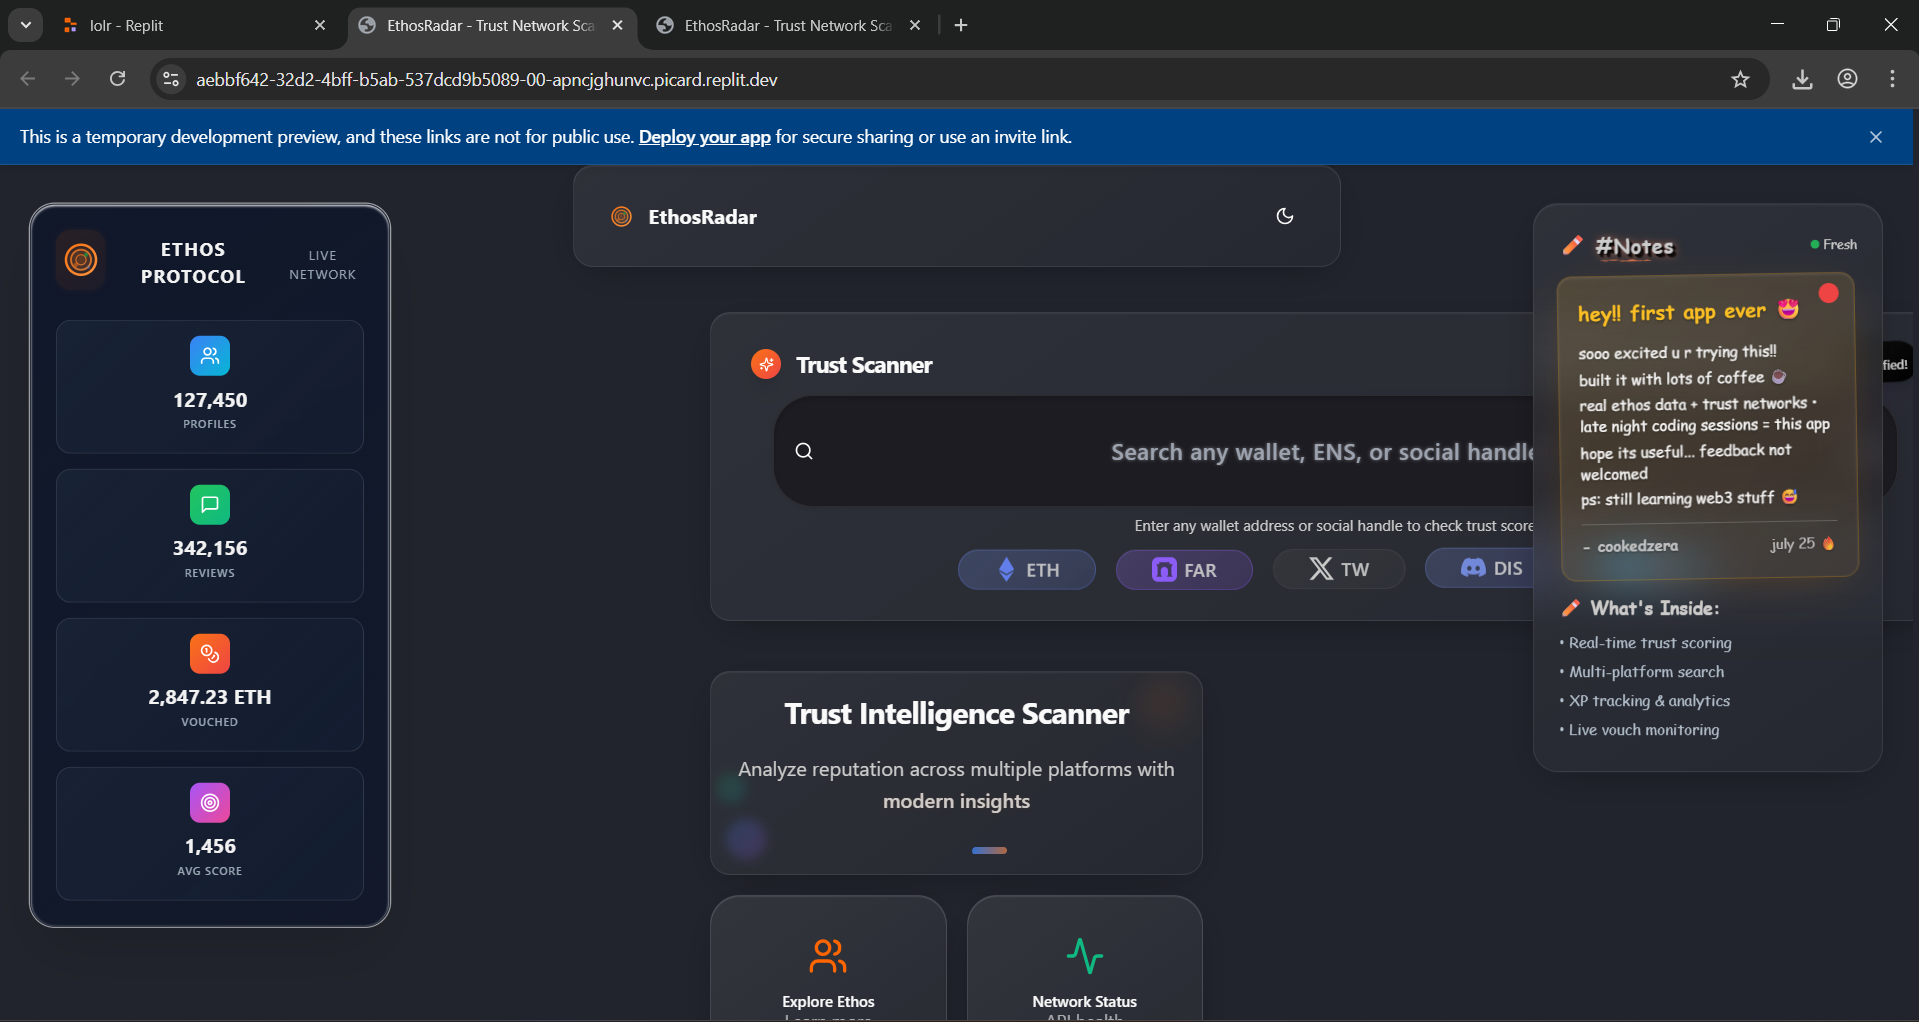 lolr - Replit
EthosRadar - Trust Network Sca
EthosRadar - Trust Network Sca
aebbf642-32d2-4bff-b5ab-537dcd9b5089-00-apncjghunvc.picard.replit.dev
This is a temporary development preview, and these links are not for public use. Deploy your app for secure sharing or use an invite link.
ETHOS
PROTOCOL
LIVE
NETWORK
127,450
PROFILES
342,156
REVIEWS
2,847.23 ETH
VOUCHED
1,456
AVG SCORE
EthosRadar
Trust Scanner
Search any wallet, ENS, or social handle
Enter any wallet address or social handle to check trust score
ETH
FAR
TW
DIS
Trust Intelligence Scanner
Analyze reputation across multiple platforms with
modern insights
Explore Ethos
Learn more
Network Status
API health
#Notes
Fresh
hey!! first app ever 🤩
sooo excited u r trying this!!
built it with lots of coffee ☕
real ethos data + trust networks •
late night coding sessions = this app
hope its useful... feedback not
welcomed
ps: still learning web3 stuff 😅
- cookedzera
july 25 🔥
What's Inside:
• Real-time trust scoring
• Multi-platform search
• XP tracking & analytics
• Live vouch monitoring
fied!